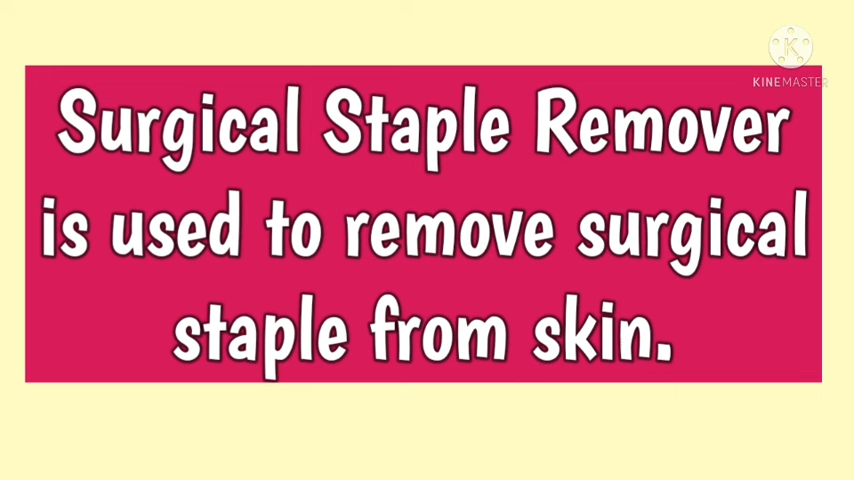 K
KINEMASTER
Surgical Staple Remover
is used to remove surgical
staple from skin.